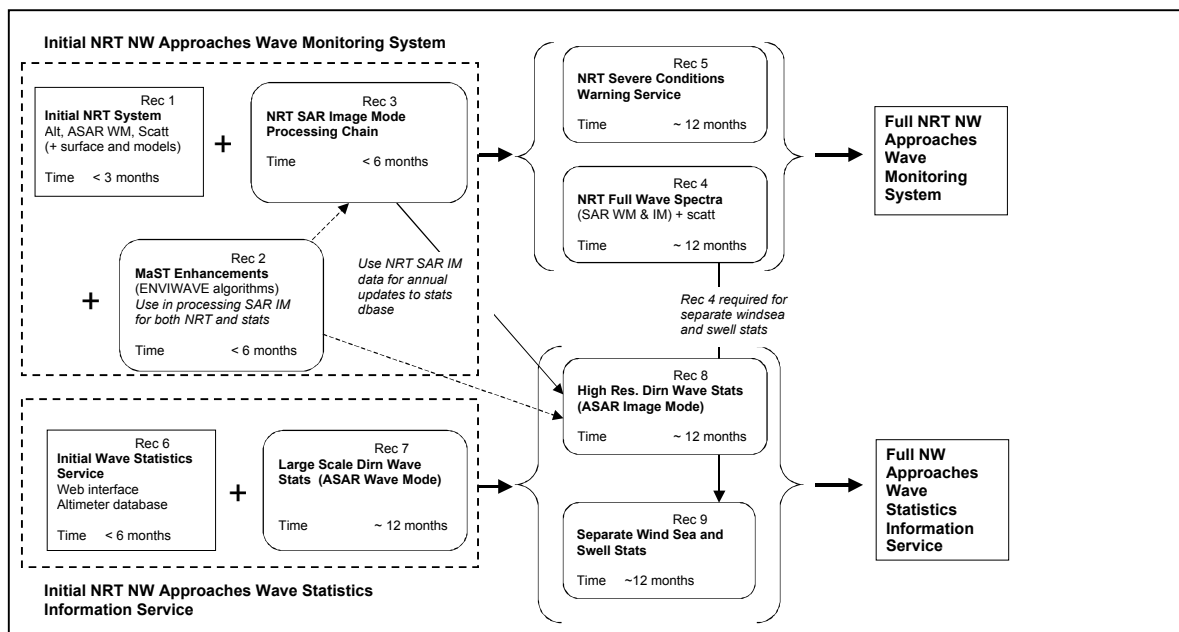 Initial NRT NW Approaches Wave Monitoring System
Rec 1
Initial NRT System
Alt, ASAR WM, Scatt
(+ surface and models)
Time < 3 months
+
Rec 3
NRT SAR Image Mode
Processing Chain
Time < 6 months
+
Rec 2
MaST Enhancements
(ENVIWAVE algorithms)
Use in processing SAR IM
for both NRT and stats
Time < 6 months
Use NRT SAR IM
data for annual
updates to stats
dbase
Rec 5
NRT Severe Conditions
Warning Service
Time ~ 12 months
Rec 4
NRT Full Wave Spectra
(SAR WM & IM) + scatt
Time ~ 12 months
Full NRT NW
Approaches
Wave
Monitoring
System
Rec 4 required for
separate windsea
and swell stats
Rec 6
Initial Wave Statistics
Service
Web interface
Altimeter database
Time < 6 months
+
Rec 7
Large Scale Dirn Wave
Stats (ASAR Wave Mode)
Time ~ 12 months
Initial NRT NW Approaches Wave Statistics
Information Service
Rec 8
High Res. Dirn Wave Stats
(ASAR Image Mode)
Time ~ 12 months
Rec 9
Separate Wind Sea and
Swell Stats
Time ~12 months
Full NW
Approaches
Wave
Statistics
Information
Service